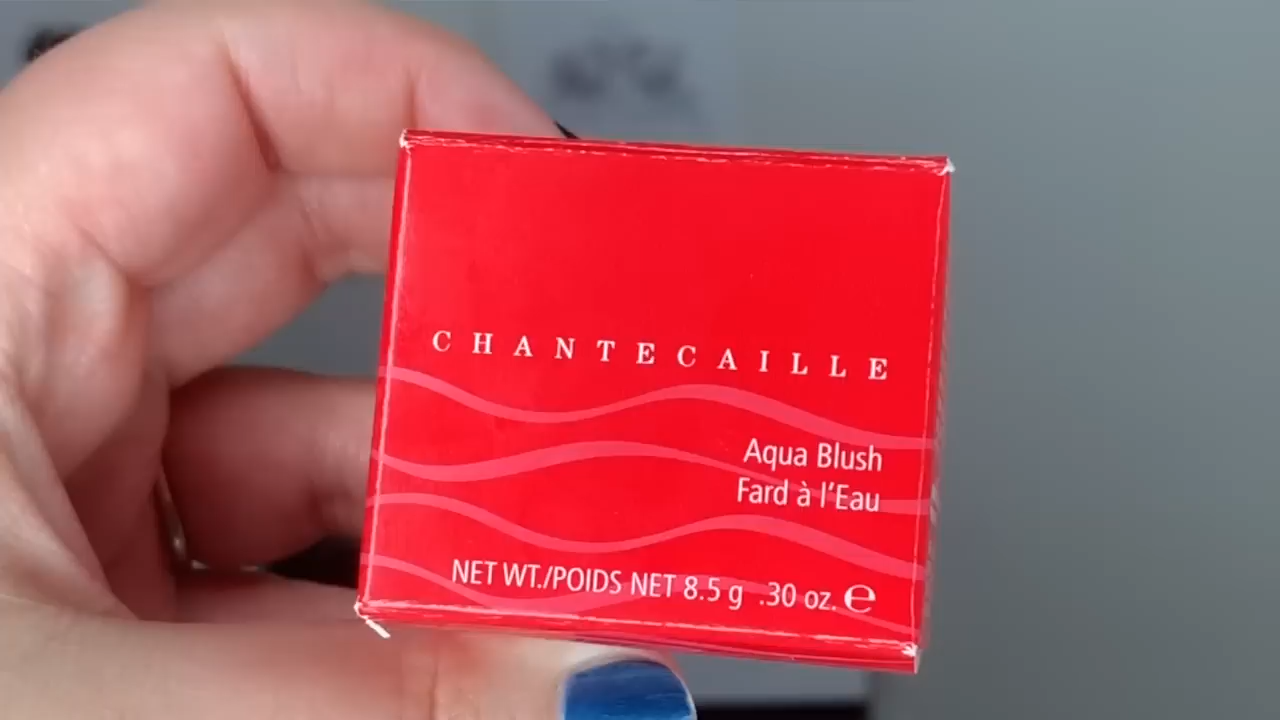 CHANTECAILLE
Aqua Blush
Fard à l'Eau
NET WT./POIDS NET 8.5 g .30 oz. ℮